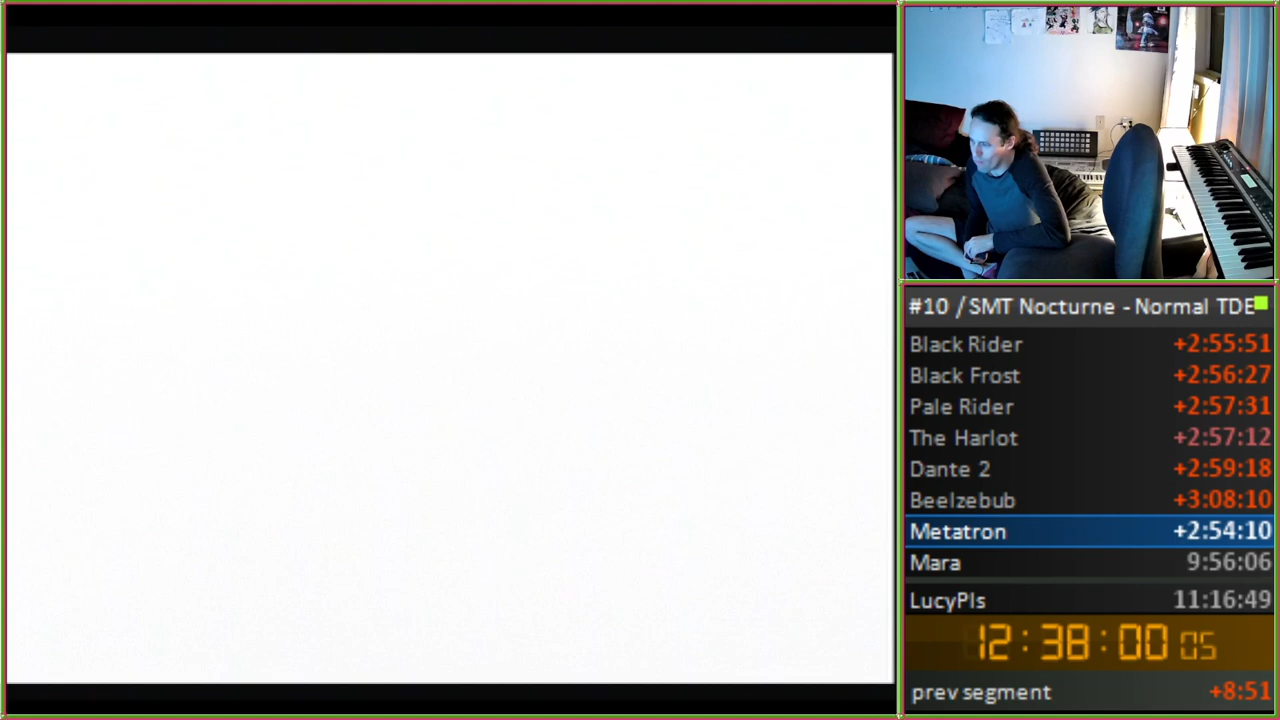 #10 / SMT Nocturne - Normal TDE
Black Rider +2:55:51
Black Frost +2:56:27
Pale Rider +2:57:31
The Harlot +2:57:12
Dante 2 +2:59:18
Beelzebub +3:08:10
Metatron +2:54:10
Mara 9:56:06
LucyPls 11:16:49
12:38:00 05
prev segment +8:51